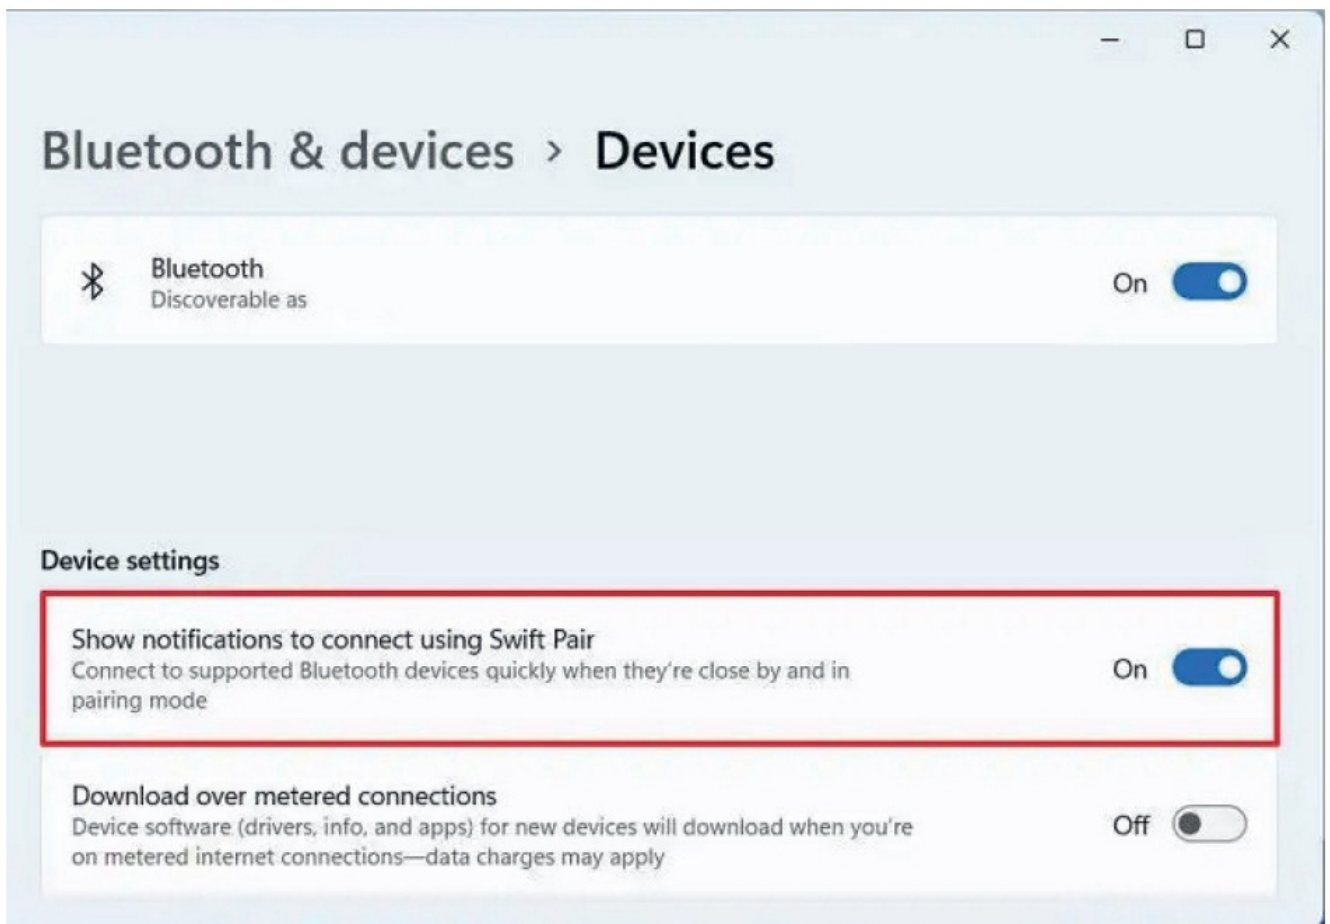 Bluetooth & devices > Devices
Bluetooth
Discoverable as
On
Device settings
Show notifications to connect using Swift Pair
Connect to supported Bluetooth devices quickly when they're close by and in
pairing mode
On
Download over metered connections
Device software (drivers, info, and apps) for new devices will download when you're
on metered internet connections—data charges may apply
Off